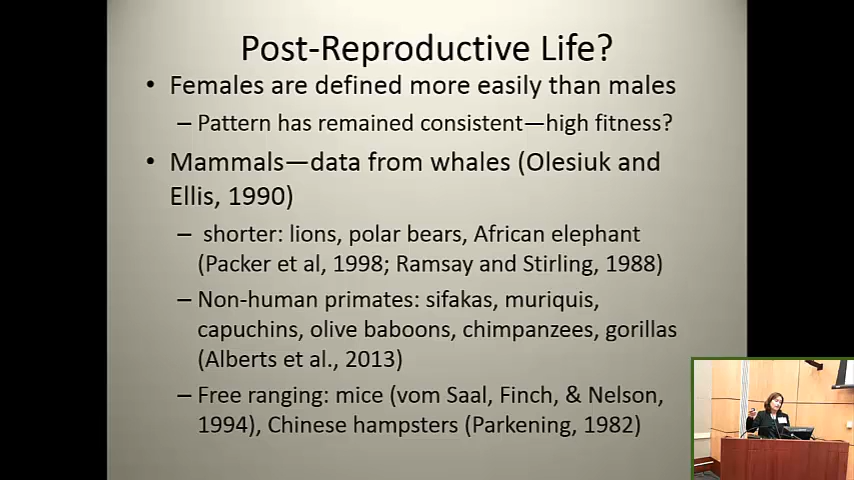 Post-Reproductive Life?
• Females are defined more easily than males
– Pattern has remained consistent—high fitness?
• Mammals—data from whales (Olesiuk and
Ellis, 1990)
– shorter: lions, polar bears, African elephant
(Packer et al, 1998; Ramsay and Stirling, 1988)
– Non-human primates: sifakas, muriquis,
capuchins, olive baboons, chimpanzees, gorillas
(Alberts et al., 2013)
– Free ranging: mice (vom Saal, Finch, & Nelson,
1994), Chinese hampsters (Parkening, 1982)